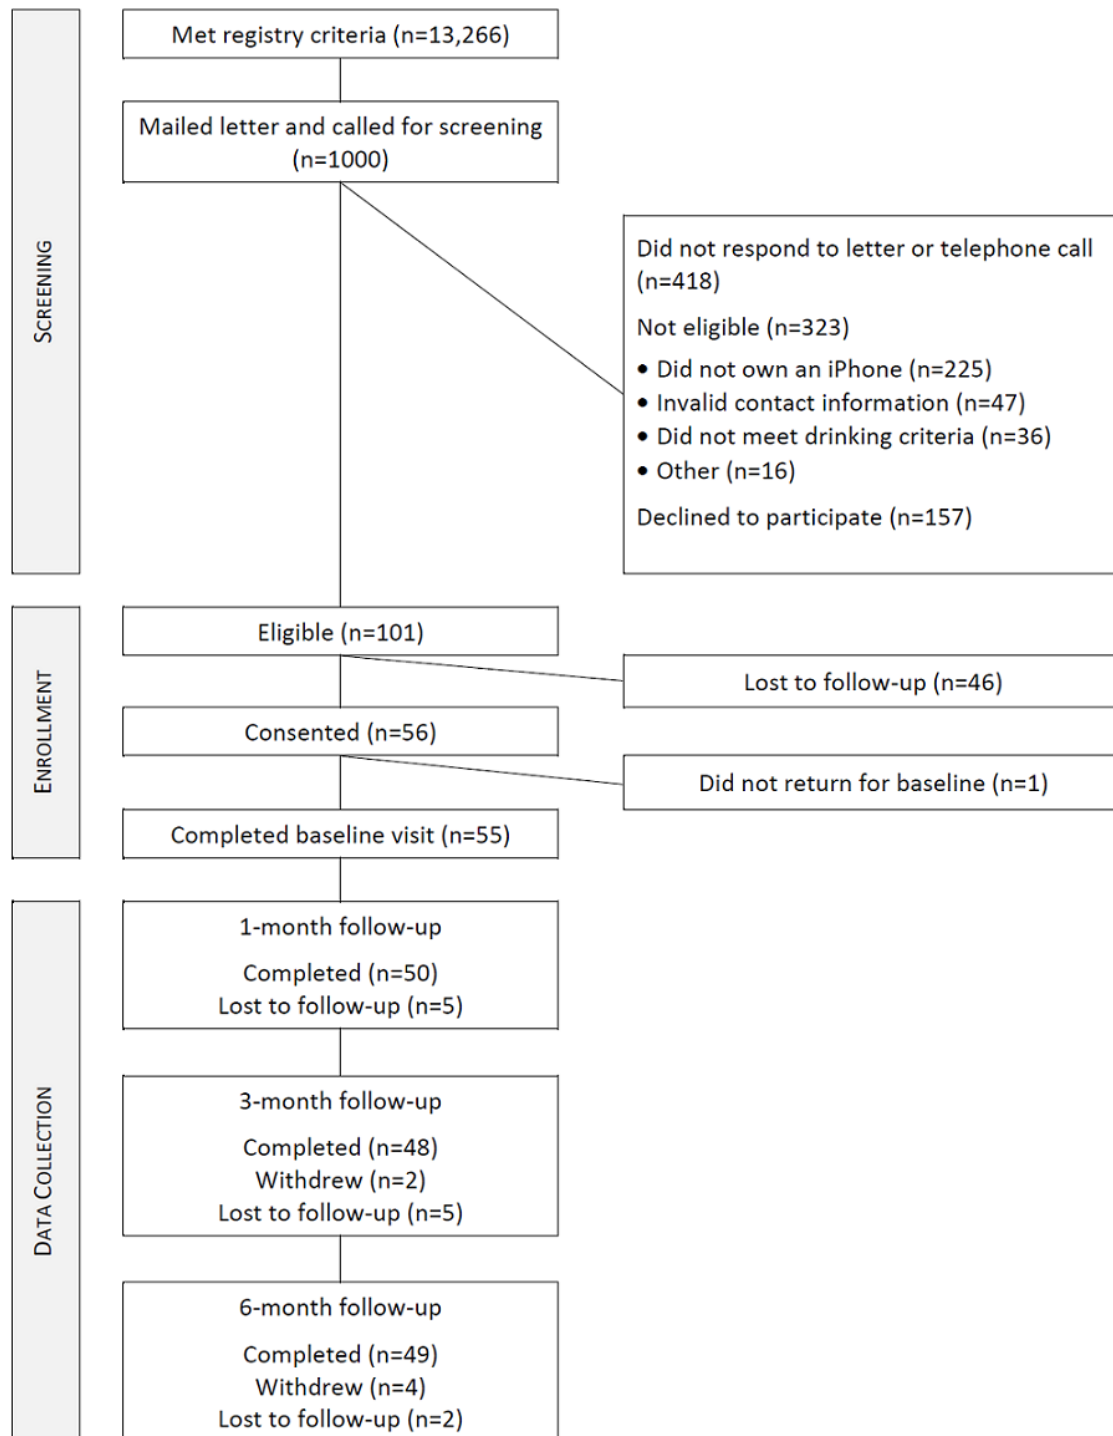 SCREENING
Met registry criteria (n=13,266)
Mailed letter and called for screening
(n=1000)
Did not respond to letter or telephone call
(n=418)
Not eligible (n=323)
• Did not own an iPhone (n=225)
• Invalid contact information (n=47)
• Did not meet drinking criteria (n=36)
• Other (n=16)
Declined to participate (n=157)
ENROLLMENT
Eligible (n=101)
Lost to follow-up (n=46)
Consented (n=56)
Did not return for baseline (n=1)
Completed baseline visit (n=55)
DATA COLLECTION
1-month follow-up
Completed (n=50)
Lost to follow-up (n=5)
3-month follow-up
Completed (n=48)
Withdrew (n=2)
Lost to follow-up (n=5)
6-month follow-up
Completed (n=49)
Withdrew (n=4)
Lost to follow-up (n=2)